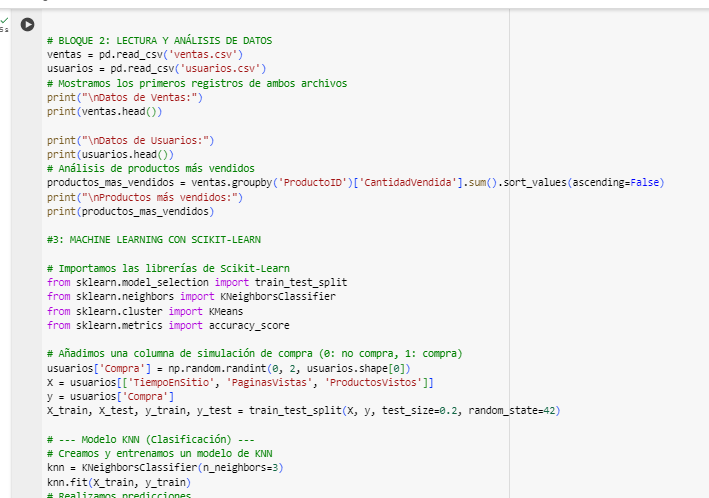 5s
# BLOQUE 2: LECTURA Y ANÁLISIS DE DATOS
ventas = pd.read_csv('ventas.csv')
usuarios = pd.read_csv('usuarios.csv')
# Mostramos los primeros registros de ambos archivos
print("\nDatos de Ventas:")
print(ventas.head())
print("\nDatos de Usuarios:")
print(usuarios.head())
# Análisis de productos más vendidos
productos_mas_vendidos = ventas.groupby('ProductoID')['CantidadVendida'].sum().sort_values(ascending=False)
print("\nProductos más vendidos:")
print(productos_mas_vendidos)
#3: MACHINE LEARNING CON SCIKIT-LEARN
# Importamos las librerías de Scikit-Learn
from sklearn.model_selection import train_test_split
from sklearn.neighbors import KNeighborsClassifier
from sklearn.cluster import KMeans
from sklearn.metrics import accuracy_score
# Añadimos una columna de simulación de compra (0: no compra, 1: compra)
usuarios['Compra'] = np.random.randint(0, 2, usuarios.shape[0])
X = usuarios[['TiempoEnSitio', 'PaginasVistas', 'ProductosVistos']]
y = usuarios['Compra']
X_train, X_test, y_train, y_test = train_test_split(X, y, test_size=0.2, random_state=42)
# --- Modelo KNN (Clasificación) ---
# Creamos y entrenamos un modelo de KNN
knn = KNeighborsClassifier(n_neighbors=3)
knn.fit(X_train, y_train)
# Realizamos predicciones